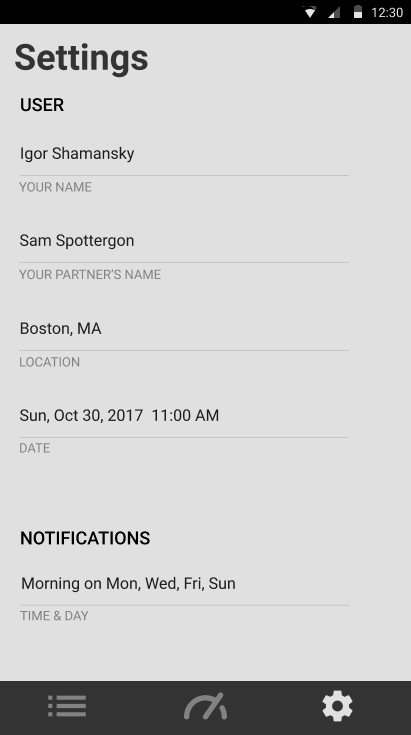 12:30
Settings
USER
Igor Shamansky
YOUR NAME
Sam Spottergon
YOUR PARTNER'S NAME
Boston, MA
LOCATION
Sun, Oct 30, 2017  11:00 AM
DATE
NOTIFICATIONS
Morning on Mon, Wed, Fri, Sun
TIME & DAY